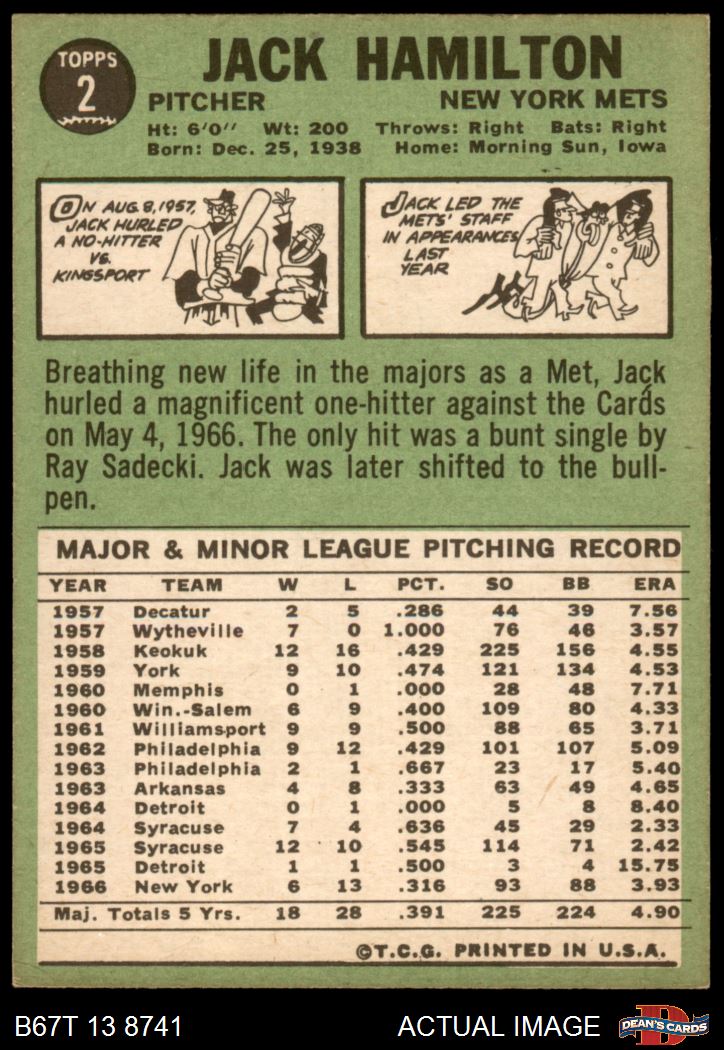 TOPPS
2
JACK HAMILTON
PITCHER NEW YORK METS
Ht: 6'0'' Wt: 200 Throws: Right Bats: Right
Born: Dec. 25, 1938 Home: Morning Sun, Iowa
ON AUG. 8, 1957,
JACK HURLED
A NO-HITTER
VS.
KINGSPORT
JACK LED THE
METS' STAFF
IN APPEARANCES
LAST
YEAR
Breathing new life in the majors as a Met, Jack
hurled a magnificent one-hitter against the Cards
on May 4, 1966. The only hit was a bunt single by
Ray Sadecki. Jack was later shifted to the bull-
pen.
MAJOR & MINOR LEAGUE PITCHING RECORD
YEAR TEAM W L PCT. SO BB ERA
1957 Decatur 2 5 .286 44 39 7.56
1957 Wytheville 7 0 1.000 76 46 3.57
1958 Keokuk 12 16 .429 225 156 4.55
1959 York 9 10 .474 121 134 4.53
1960 Memphis 0 1 .000 28 48 7.71
1960 Win.-Salem 6 9 .400 109 80 4.33
1961 Williamsport 9 9 .500 88 65 3.71
1962 Philadelphia 9 12 .429 101 107 5.09
1963 Philadelphia 2 1 .667 23 17 5.40
1963 Arkansas 4 8 .333 63 49 4.65
1964 Detroit 0 1 .000 5 8 8.40
1964 Syracuse 7 4 .636 45 29 2.33
1965 Syracuse 12 10 .545 114 71 2.42
1965 Detroit 1 1 .500 3 4 15.75
1966 New York 6 13 .316 93 88 3.93
Maj. Totals 5 Yrs. 18 28 .391 225 224 4.90
©T.C.G. PRINTED IN U.S.A.
B67T 13 8741 ACTUAL IMAGE
D
DEAN'S CARDS